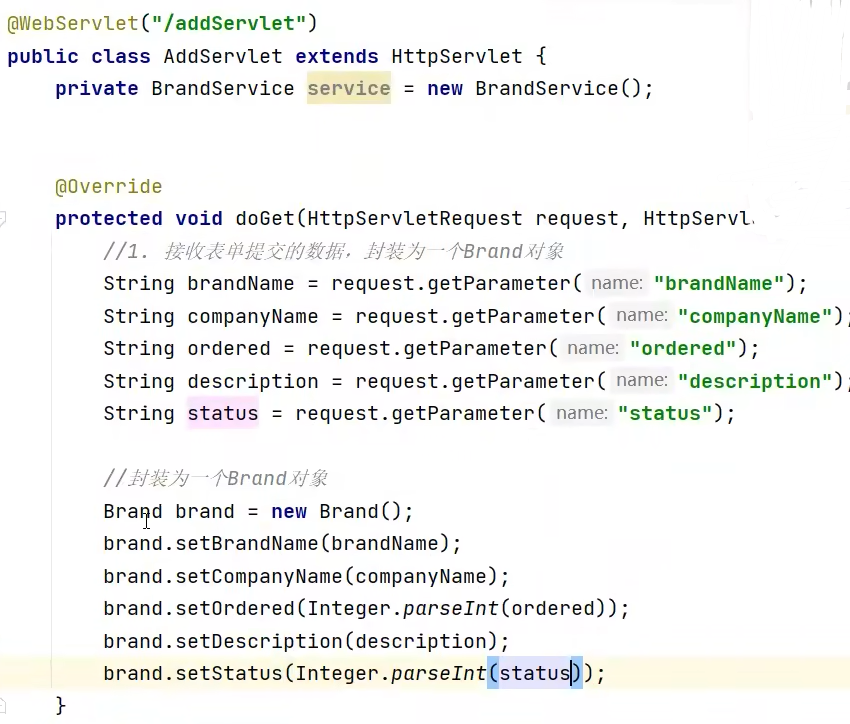 @WebServlet("/addServlet")
public class AddServlet extends HttpServlet {
private BrandService service = new BrandService();
@Override
protected void doGet(HttpServletRequest request, HttpServl
//1. 接收表单提交的数据，封装为一个Brand对象
String brandName = request.getParameter( name: "brandName");
String companyName = request.getParameter( name: "companyName");
String ordered = request.getParameter( name: "ordered");
String description = request.getParameter( name: "description");
String status = request.getParameter( name: "status");
//封装为一个Brand对象
Brand brand = new Brand();
brand.setBrandName(brandName);
brand.setCompanyName(companyName);
brand.setOrdered(Integer.parseInt(ordered));
brand.setDescription(description);
brand.setStatus(Integer.parseInt(status));
}